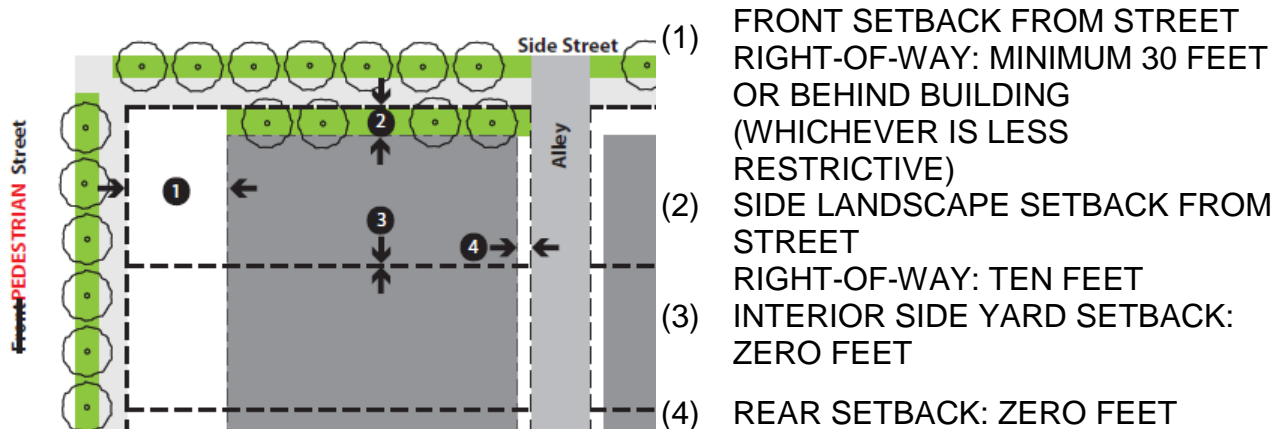 Side Street
Alley
Front PEDESTRIAN Street
1
2
3
4
(1) FRONT SETBACK FROM STREET
RIGHT-OF-WAY: MINIMUM 30 FEET
OR BEHIND BUILDING
(WHICHEVER IS LESS
RESTRICTIVE)
(2) SIDE LANDSCAPE SETBACK FROM
STREET
RIGHT-OF-WAY: TEN FEET
(3) INTERIOR SIDE YARD SETBACK:
ZERO FEET
(4) REAR SETBACK: ZERO FEET